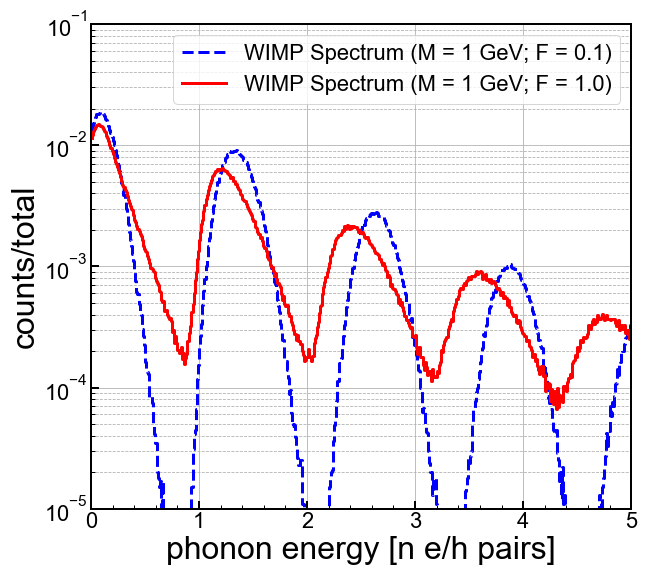 10⁻¹
WIMP Spectrum (M = 1 GeV; F = 0.1)
WIMP Spectrum (M = 1 GeV; F = 1.0)
10⁻²
counts/total
10⁻³
10⁻⁴
10⁻⁵
0 1 2 3 4 5
phonon energy [n e/h pairs]